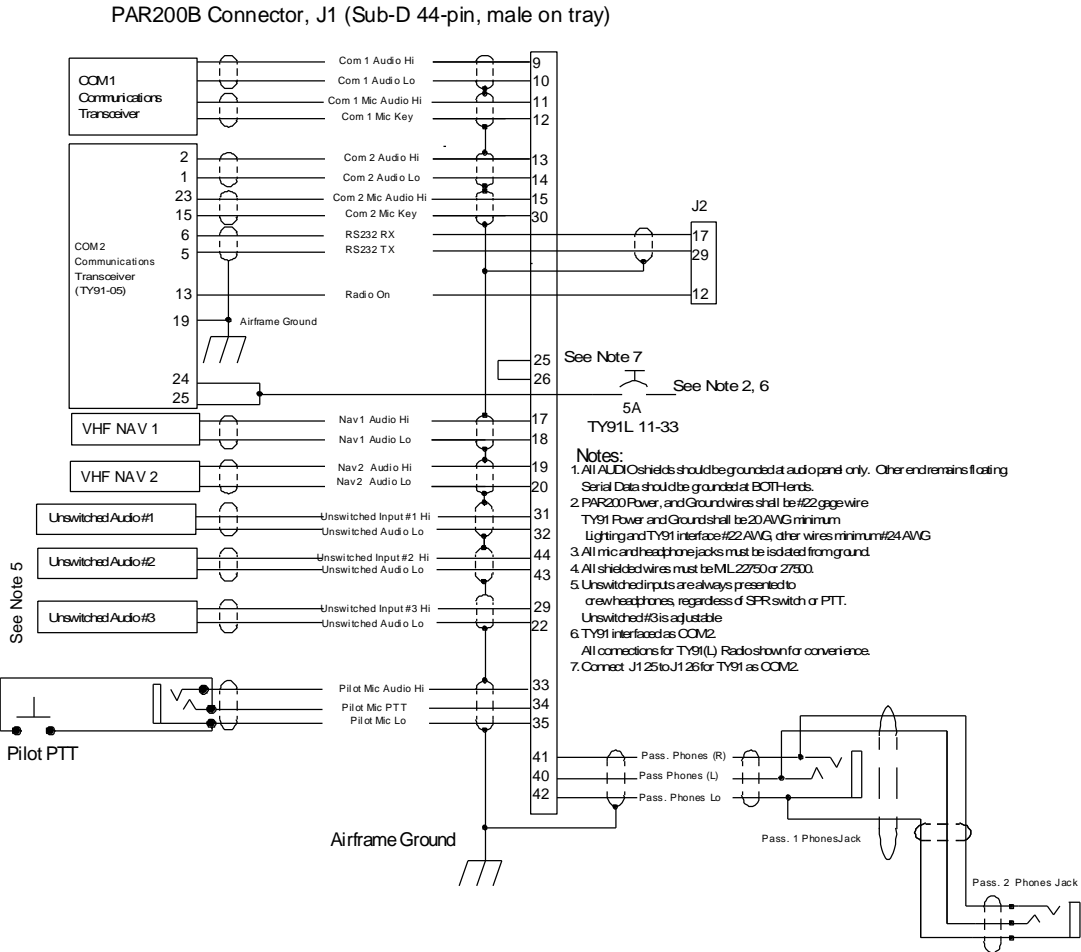 PAR200B Connector, J1 (Sub-D 44-pin, male on tray)
COM 1
Communications
Transceiver
Com 1 Audio Hi
9
Com 1 Audio Lo
10
Com 1 Mic Audio Hi
11
Com 1 Mic Key
12
COM 2
Communications
Transceiver
(TY91-05)
2
Com 2 Audio Hi
13
1
Com 2 Audio Lo
14
23
Com 2 Mic Audio Hi
15
15
Com 2 Mic Key
30
J2
6
RS232 RX
17
5
RS232 TX
29
13
Radio On
12
19
Airframe Ground
24
25
25
26
See Note 7
See Note 2, 6
5A
TY91L 11-33
VHF NAV 1
Nav1 Audio Hi
17
Nav1 Audio Lo
18
VHF NAV 2
Nav2 Audio Hi
19
Nav2 Audio Lo
20
See Note 5
Unswitched Audio #1
Unswitched Input #1 Hi
31
Unswitched Audio Lo
32
Unswitched Audio #2
Unswitched Input #2 Hi
44
Unswitched Audio Lo
43
Unswitched Audio #3
Unswitched Input #3 Hi
29
Unswitched Audio Lo
22
Notes:
1. All AUDIO shields should be grounded at audio panel only. Other end remains floating
Serial Data should be grounded at BOTH ends.
2. PAR200 Power, and Ground wires shall be #22 gage wire
TY91 Power and Ground shall be 20 AWG minimum
Lighting and TY91 interface #22 AWG, other wires minimum #24 AWG
3. All mic and headphone jacks must be isolated from ground.
4. All shielded wires must be MIL 22750 or 27500.
5. Unswitched inputs are always presented to
crew headphones, regardless of SPR switch or PTT.
Unswitched #3 is adjustable
6. TY91 interfaced as COM2.
All connections for TY91(L) Radio shown for convenience.
7. Connect J1 25 to J1 26 for TY91 as COM2.
Pilot PTT
Pilot Mic Audio Hi
33
Pilot Mic PTT
34
Pilot Mic Lo
35
41
Pass. Phones (R)
40
Pass Phones (L)
42
Pass. Phones Lo
Airframe Ground
Pass. 1 Phones Jack
Pass. 2 Phones Jack